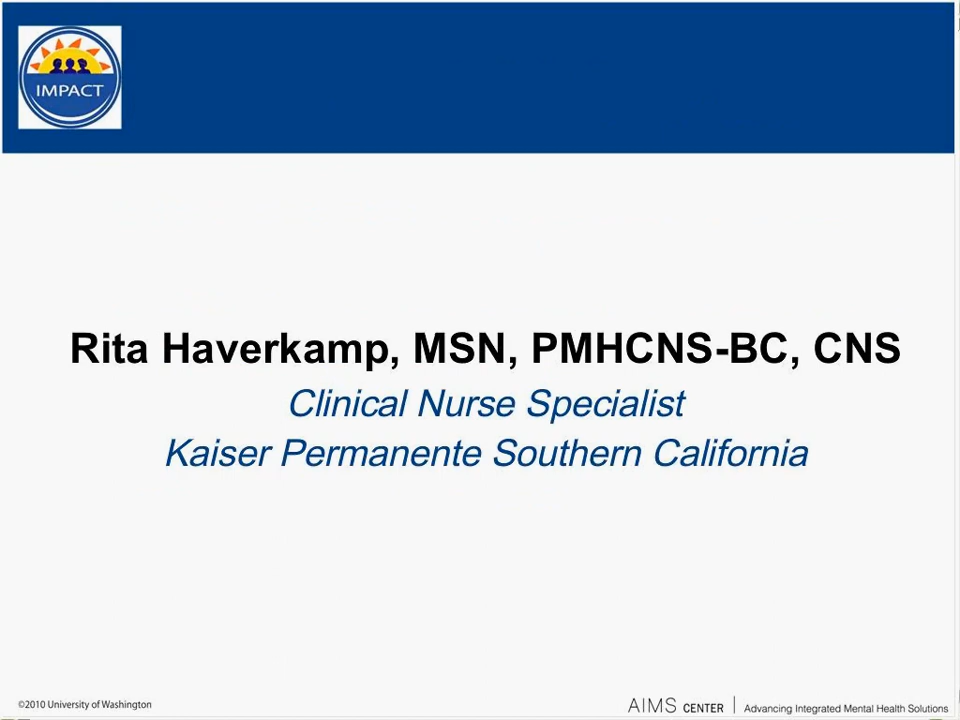 IMPACT
Rita Haverkamp, MSN, PMHCNS-BC, CNS
Clinical Nurse Specialist
Kaiser Permanente Southern California
©2010 University of Washington
AIMS CENTER | Advancing Integrated Mental Health Solutions